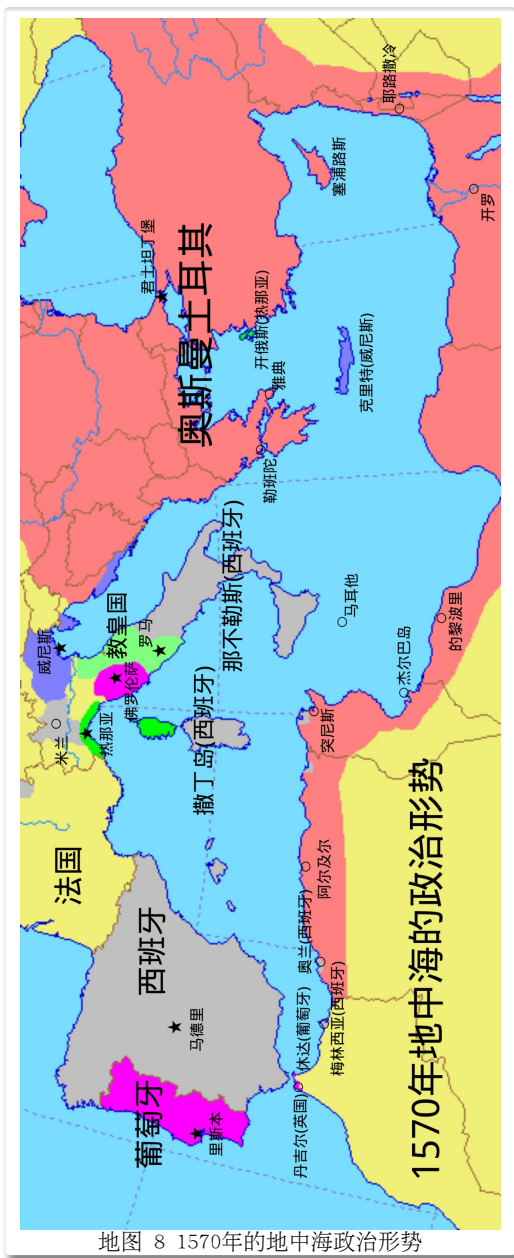 1570年地中海的政治形势
奥斯曼土耳其
君士坦丁堡
耶路撒冷
塞浦路斯
开罗
开俄斯(热那亚)
雅典
勒班陀
克里特(威尼斯)
威尼斯
教皇国
罗马
佛罗伦萨
热那亚
米兰
那不勒斯(西班牙)
撒丁岛(西班牙)
马耳他
的黎波里
杰尔巴岛
突尼斯
法国
阿尔及尔
奥兰(西班牙)
西班牙
马德里
休达(葡萄牙)
梅林西亚(西班牙)
葡萄牙
里斯本
丹吉尔(英国)
地图 8 1570年的地中海政治形势